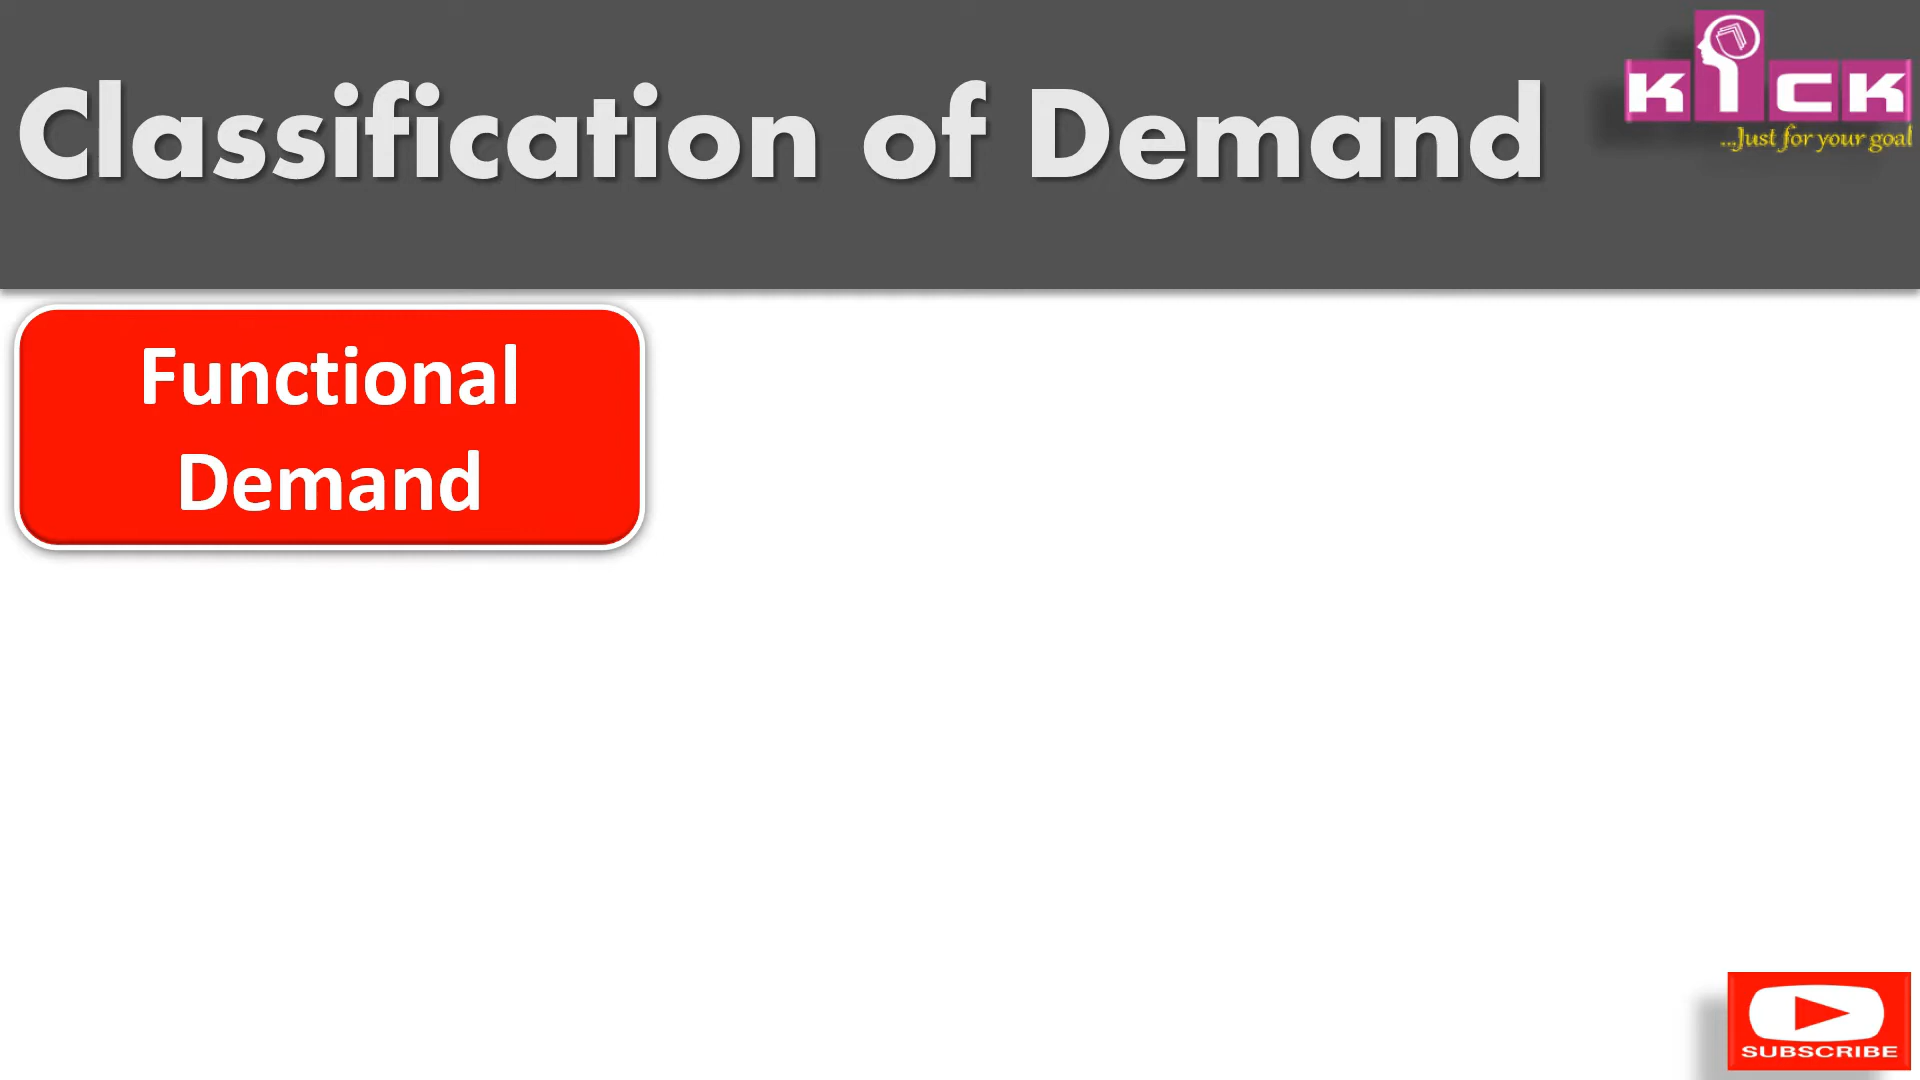 Classification of Demand
KICK
...Just for your goal
Functional
Demand
SUBSCRIBE